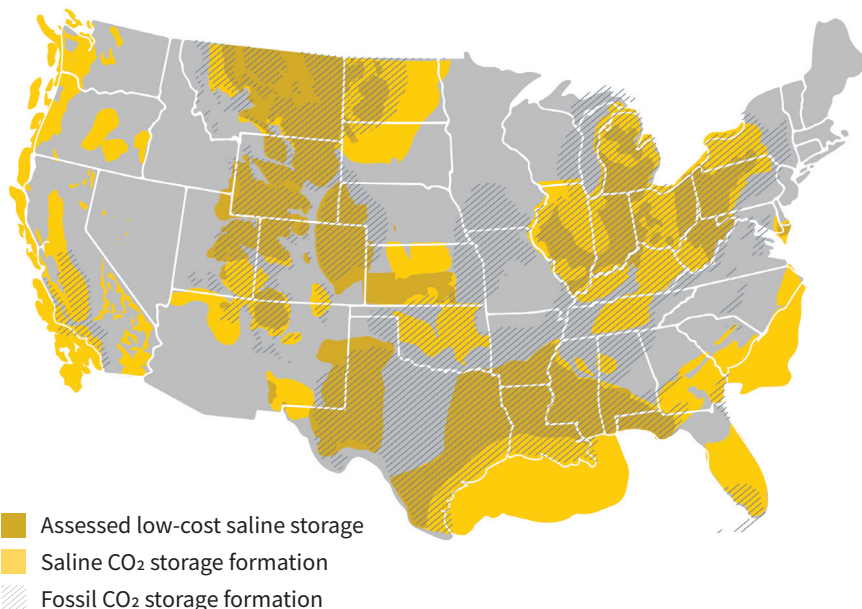 Assessed low-cost saline storage
Saline CO₂ storage formation
Fossil CO₂ storage formation